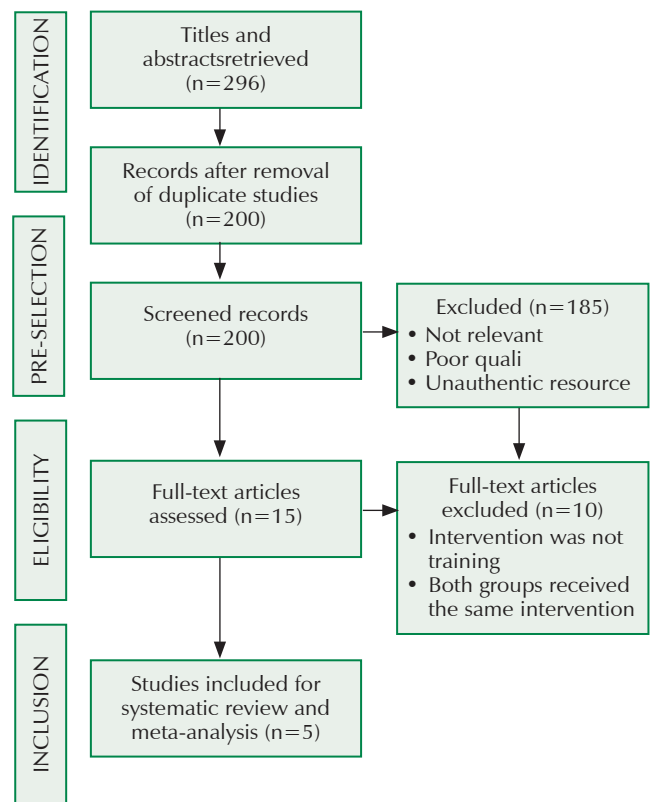 IDENTIFICATION
Titles and
abstractsretrieved
(n=296)
Records after removal
of duplicate studies
(n=200)
PRE-SELECTION
Screened records
(n=200)
Excluded (n=185)
• Not relevant
• Poor quali
• Unauthentic resource
ELIGIBILITY
Full-text articles
assessed (n=15)
Full-text articles
excluded (n=10)
• Intervention was not
training
• Both groups received
the same intervention
INCLUSION
Studies included for
systematic review and
meta-analysis (n=5)